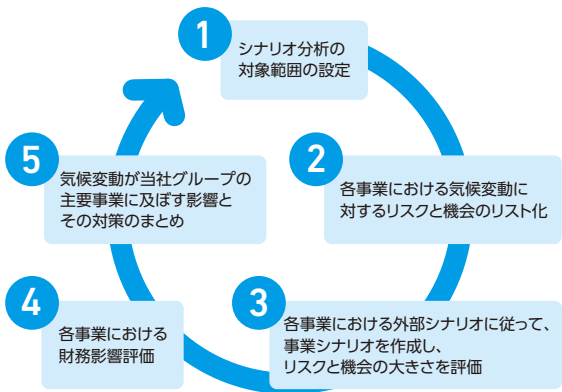 1
シナリオ分析の
対象範囲の設定
2
各事業における気候変動に
対するリスクと機会のリスト化
3
各事業における外部シナリオに従って、
事業シナリオを作成し、
リスクと機会の大きさを評価
4
各事業における
財務影響評価
5
気候変動が当社グループの
主要事業に及ぼす影響と
その対策のまとめ